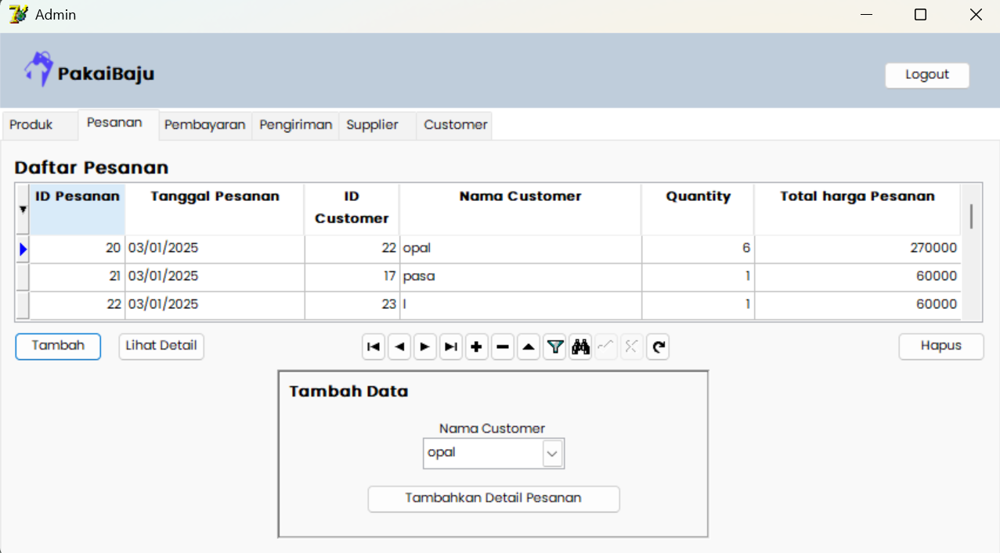 Admin
PakaiBaju
Logout
Produk Pesanan Pembayaran Pengiriman Supplier Customer
Daftar Pesanan
ID Pesanan Tanggal Pesanan ID Customer Nama Customer Quantity Total harga Pesanan
20 03/01/2025 22 opal 6 270000
21 03/01/2025 17 pasa 1 60000
22 03/01/2025 23 l 1 60000
Tambah Lihat Detail Hapus
Tambah Data
Nama Customer
opal
Tambahkan Detail Pesanan